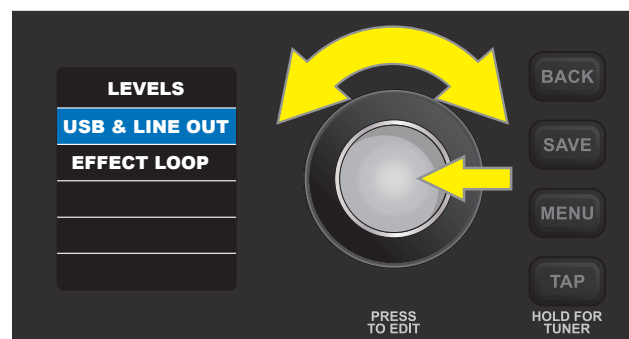 LEVELS
USB & LINE OUT
EFFECT LOOP
BACK
SAVE
MENU
TAP
PRESS
TO EDIT
HOLD FOR
TUNER